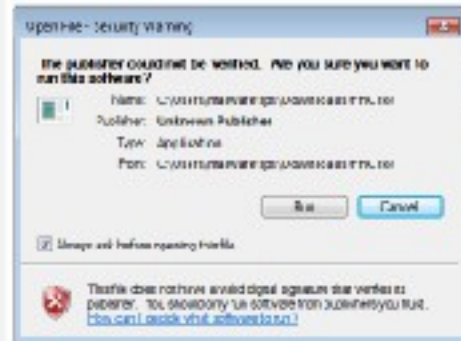 Open File - Security Warning
The publisher could not be verified. Are you sure you want to
run this software?
Name:
Publisher: Unknown Publisher
Type: Application
From:
Run Cancel
Always ask before opening this file
This file does not have a valid digital signature that verifies its
publisher. You should only run software from publishers you trust.
How can I decide what software to run?